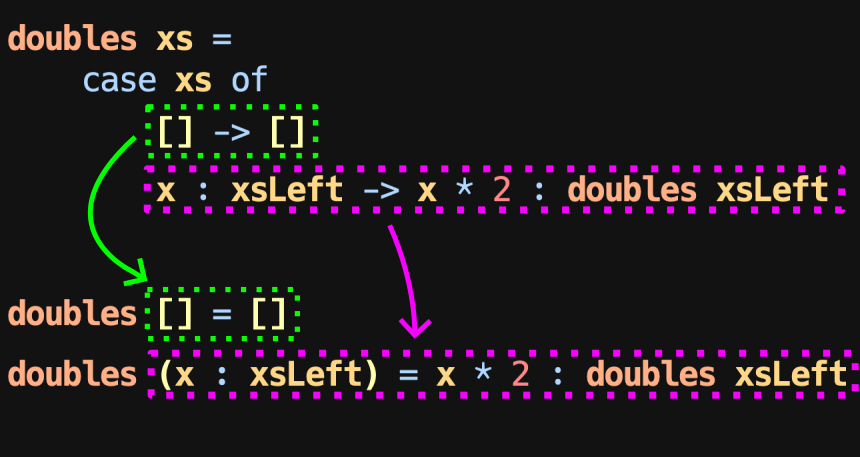 doubles xs =
case xs of
[] -> []
x : xsLeft -> x * 2 : doubles xsLeft
doubles [] = []
doubles (x : xsLeft) = x * 2 : doubles xsLeft